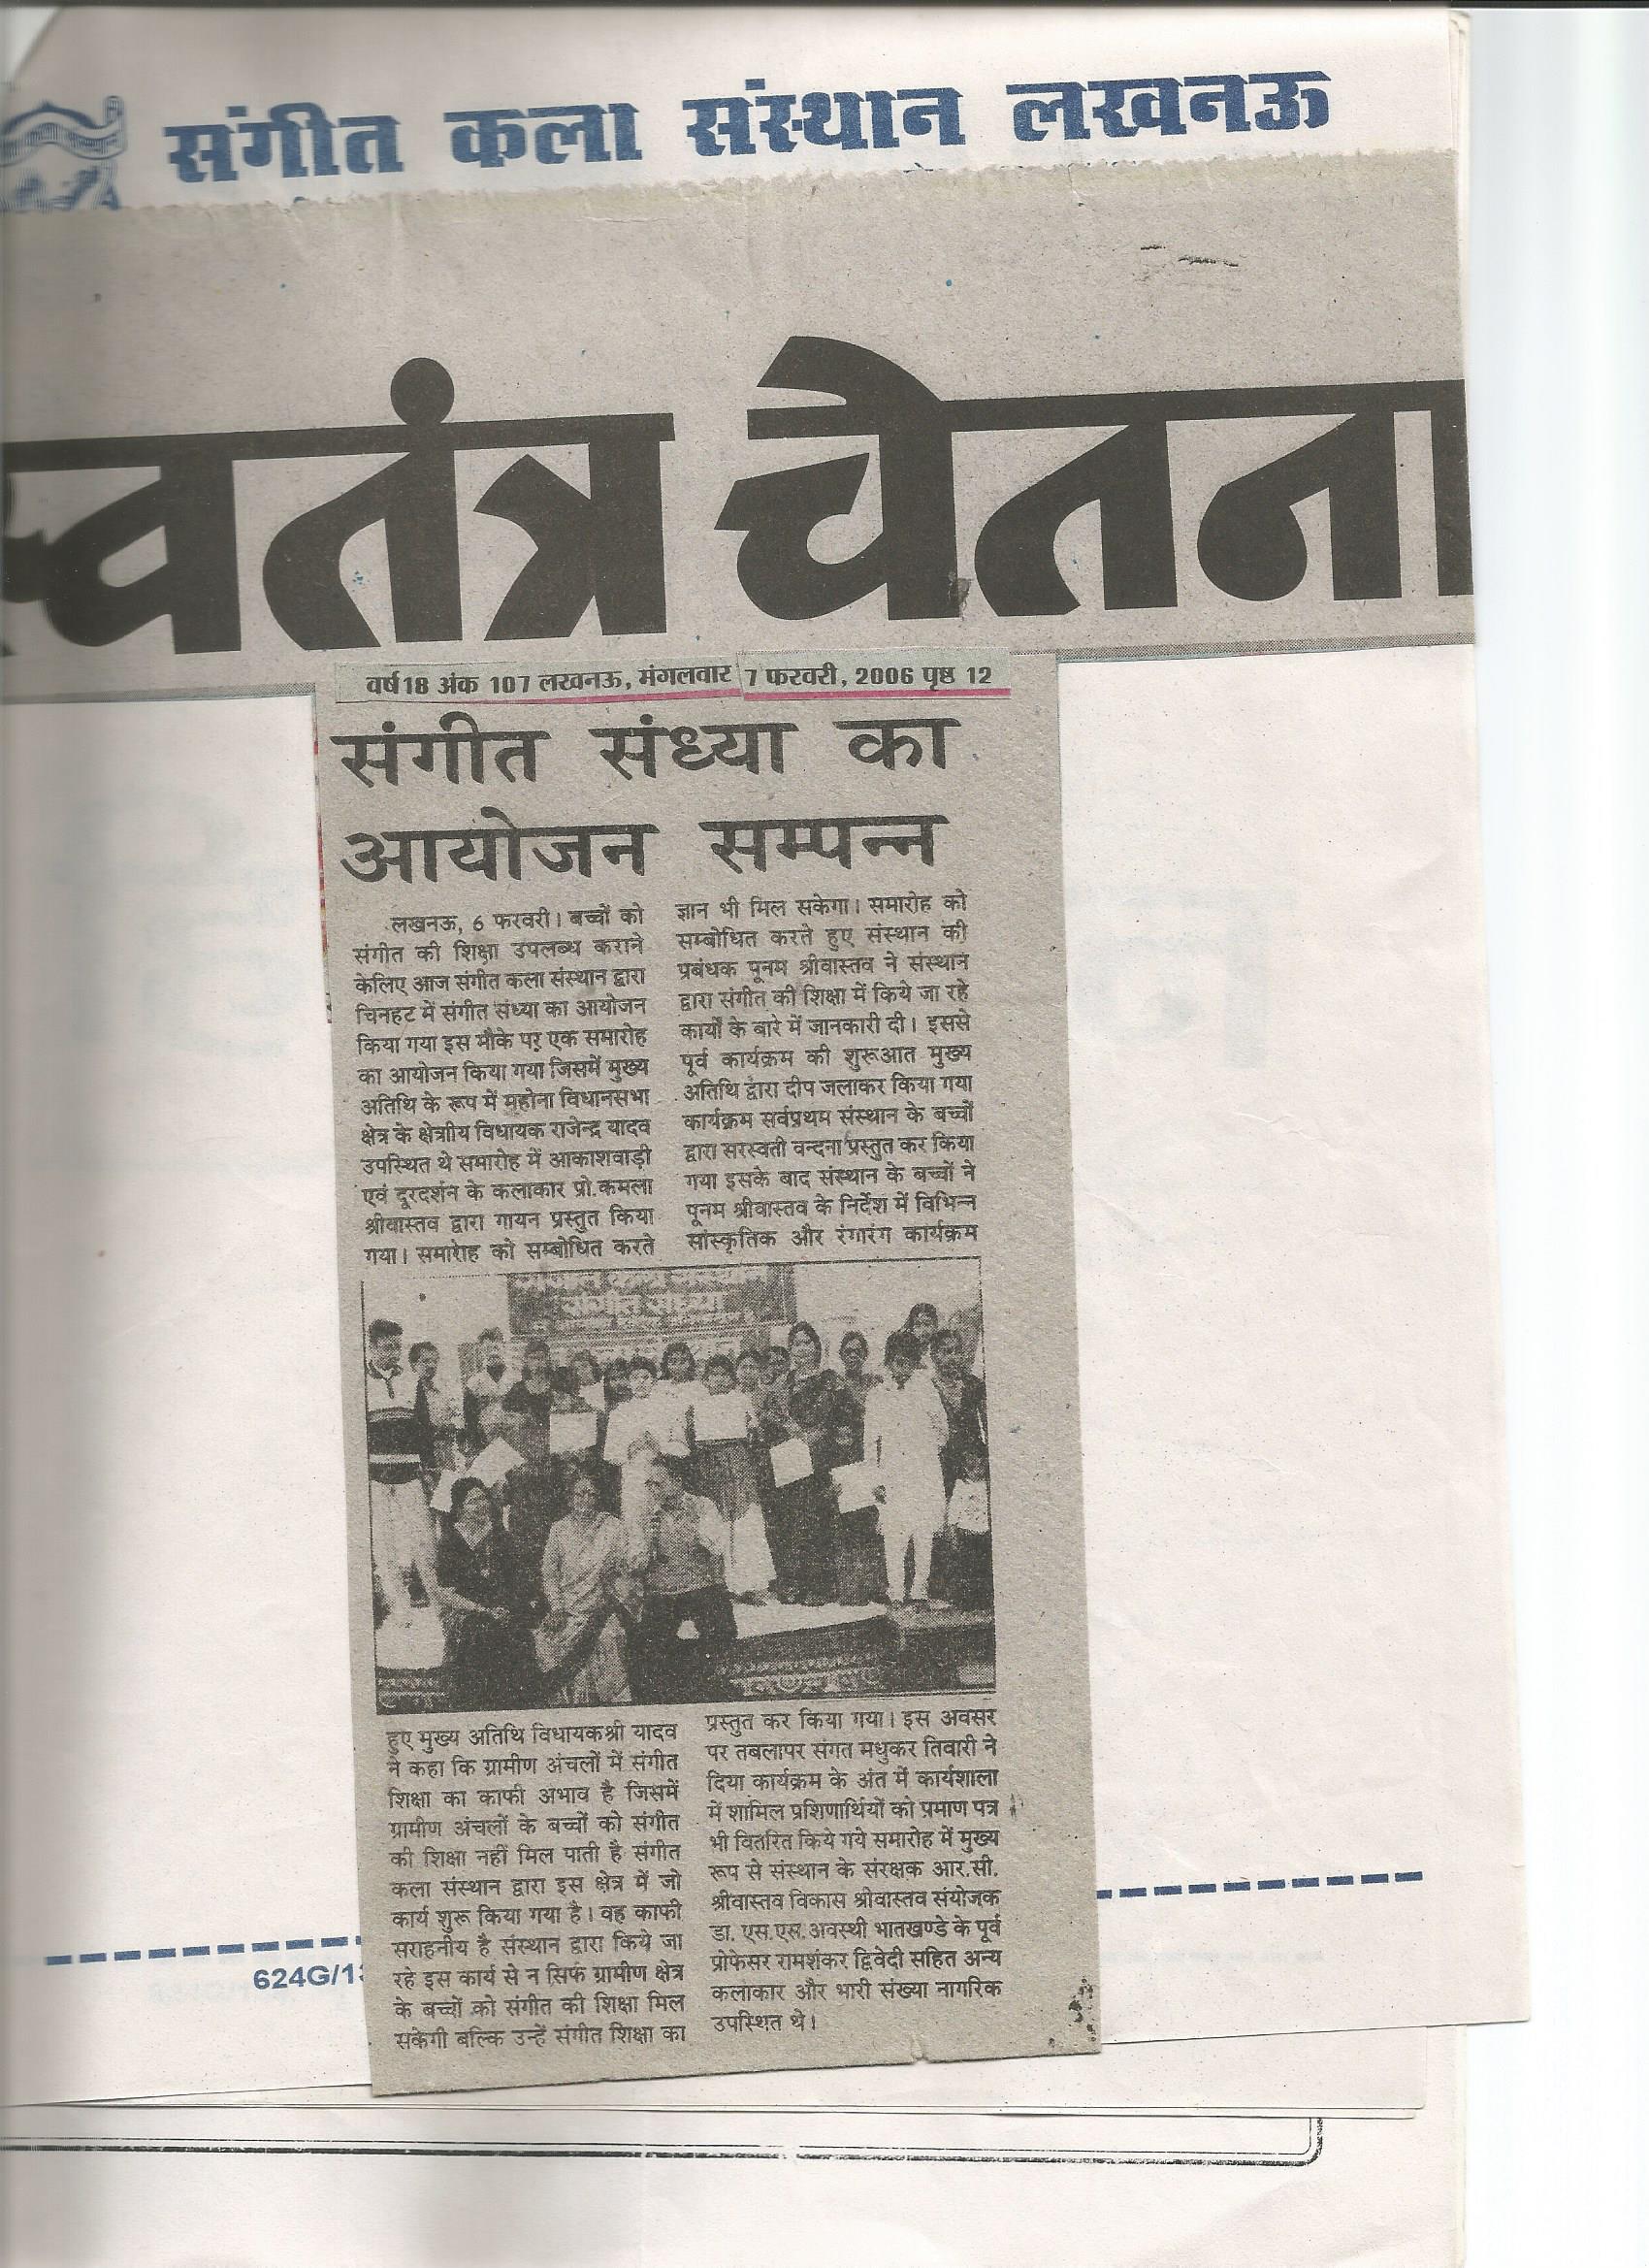 संगीत कला संस्थान लखनऊ
स्वतंत्र चेतना
वर्ष18 अंक 107 लखनऊ, मंगलवार 7 फरवरी, 2006 पृष्ठ 12
संगीत संध्या का
आयोजन सम्पन्न
लखनऊ, 6 फरवरी। बच्चों को
संगीत की शिक्षा उपलब्ध कराने
केलिए आज संगीत कला संस्थान द्वारा
चिनहट में संगीत संध्या का आयोजन
किया गया इस मौके पर एक समारोह
का आयोजन किया गया जिसमें मुख्य
अतिथि के रूप में महोना विधानसभा
क्षेत्र के क्षेत्राीय विधायक राजेन्द्र यादव
उपस्थित थे समारोह में आकाशवाड़ी
एवं दूरदर्शन के कलाकार प्रो.कमला
श्रीवास्तव द्वारा गायन प्रस्तुत किया
गया। समारोह को सम्बोधित करते
हुए मुख्य अतिथि विधायकश्री यादव
ने कहा कि ग्रामीण अंचलों में संगीत
शिक्षा का काफी अभाव है जिसमें
ग्रामीण अंचलों के बच्चों को संगीत
की शिक्षा नहीं मिल पाती है संगीत
कला संस्थान द्वारा इस क्षेत्र में जो
कार्य शुरू किया गया है। वह काफी
सराहनीय है संस्थान द्वारा किये जा
रहे इस कार्य से न सिर्फ ग्रामीण क्षेत्र
के बच्चों को संगीत की शिक्षा मिल
सकेगी बल्कि उन्हें संगीत शिक्षा का
ज्ञान भी मिल सकेगा। समारोह को
सम्बोधित करते हुए संस्थान की
प्रबंधक पूनम श्रीवास्तव ने संस्थान
द्वारा संगीत की शिक्षा में किये जा रहे
कार्यों के बारे में जानकारी दी। इससे
पूर्व कार्यक्रम की शुरूआत मुख्य
अतिथि द्वारा दीप जलाकर किया गया
कार्यक्रम सर्वप्रथम संस्थान के बच्चों
द्वारा सरस्वती वन्दना प्रस्तुत कर किया
गया इसके बाद संस्थान के बच्चों ने
पूनम श्रीवास्तव के निर्देश में विभिन्न
सांस्कृतिक और रंगारंग कार्यक्रम
प्रस्तुत कर किया गया। इस अवसर
पर तबलापर संगत मधुकर तिवारी ने
दिया कार्यक्रम के अंत में कार्यशाला
में शामिल प्रशिणार्थियों को प्रमाण पत्र
भी वितरित किये गये समारोह में मुख्य
रूप से संस्थान के संरक्षक आर.सी.
श्रीवास्तव विकास श्रीवास्तव संयोजक
डा. एस.एस. अवस्थी भातखण्डे के पूर्व
प्रोफेसर रामशंकर द्विवेदी सहित अन्य
कलाकार और भारी संख्या नागरिक
उपस्थित थे।
624G/1